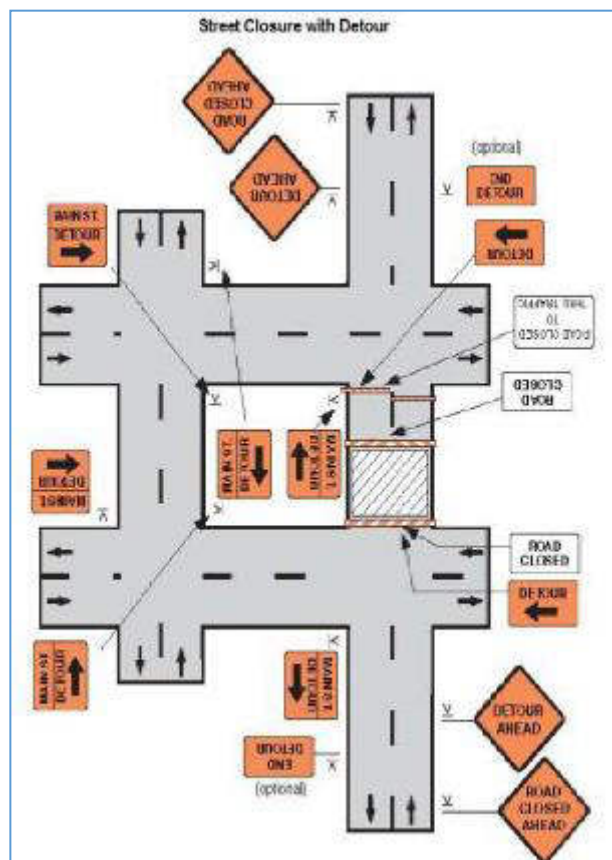 Street Closure with Detour
ROAD
CLOSED
AHEAD
DETOUR
AHEAD
(optional)
END
DETOUR
MAIN ST.
DETOUR
DETOUR
ROAD CLOSED
TO
THRU TRAFFIC
ROAD
CLOSED
MAIN ST.
DETOUR
MAIN ST.
DETOUR
MAIN ST.
DETOUR
ROAD
CLOSED
DETOUR
MAIN ST.
DETOUR
MAIN ST.
DETOUR
DETOUR
AHEAD
END
DETOUR
(optional)
ROAD
CLOSED
AHEAD